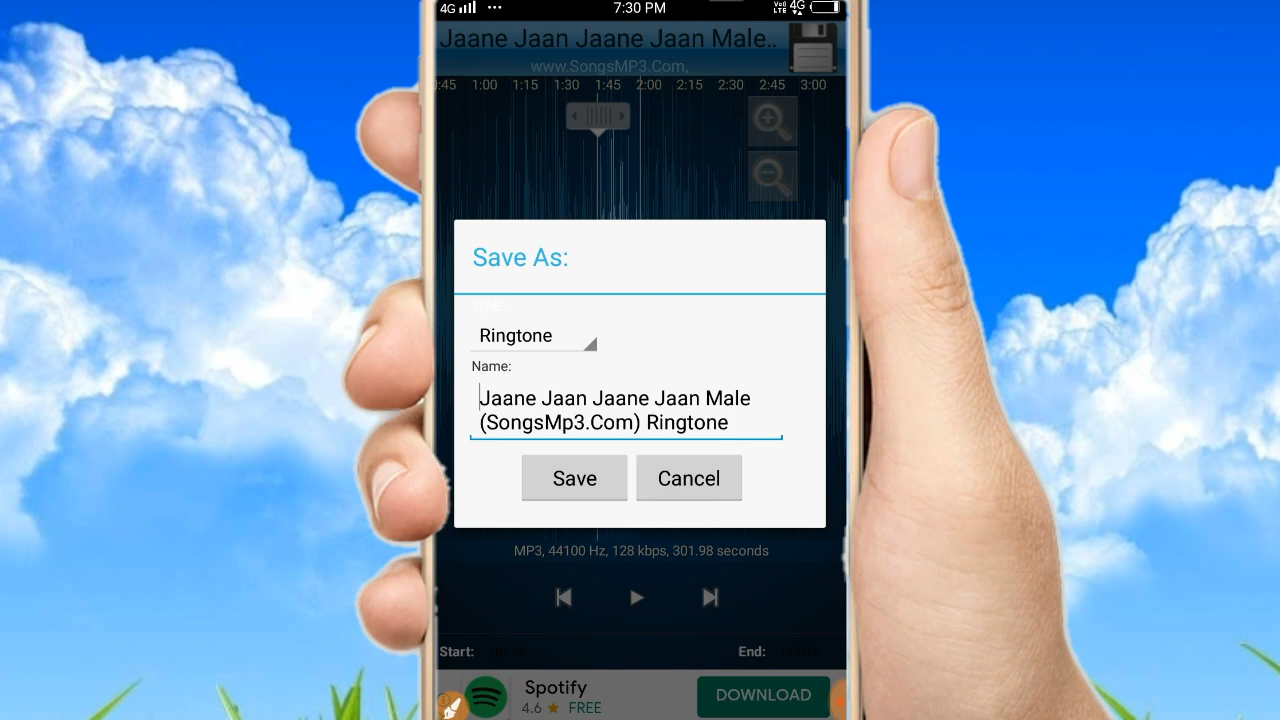 4G 7:30 PM VoLTE 4G
Jaane Jaan Jaane Jaan Male..
www.SongsMP3.Com,
0:45 1:00 1:15 1:30 1:45 2:00 2:15 2:30 2:45 3:00
Save As:
Type:
Ringtone
Name:
Jaane Jaan Jaane Jaan Male
(SongsMp3.Com) Ringtone
Save Cancel
MP3, 44100 Hz, 128 kbps, 301.98 seconds
Start: End:
Spotify
4.6 ★ FREE
DOWNLOAD